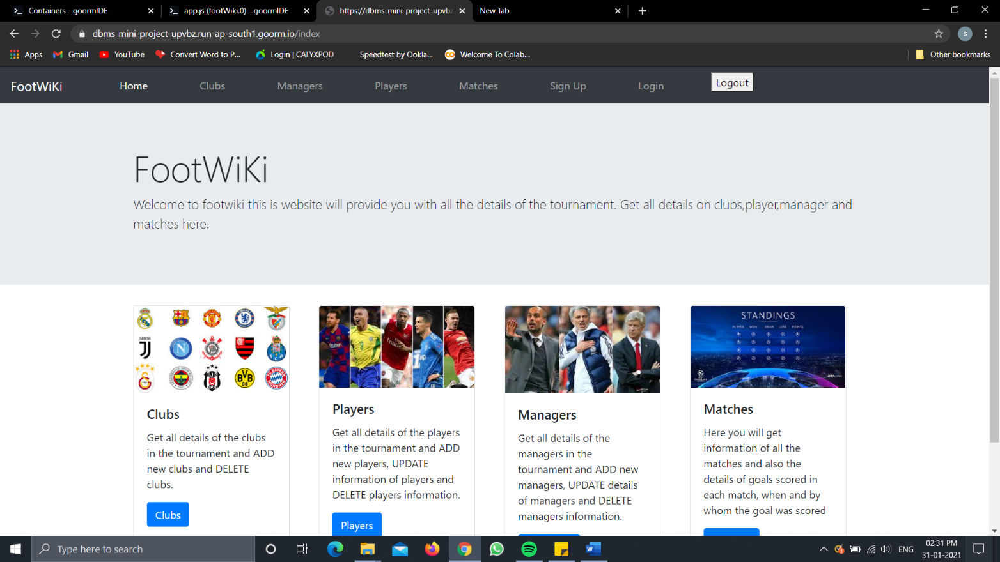 Containers - goormIDE
app.js (footWiki.0) - goormIDE
https://dbms-mini-project-upvbz
New Tab
dbms-mini-project-upvbz.run-ap-south1.goorm.io/index
S
Apps
Gmail
YouTube
Convert Word to P...
Login | CALYXPOD
Speedtest by Ookla...
Welcome To Colab...
Other bookmarks
FootWiKi
Home
Clubs
Managers
Players
Matches
Sign Up
Login
Logout
FootWiKi
Welcome to footwiki this is website will provide you with all the details of the tournament. Get all details on clubs,player,manager and
matches here.
Clubs
Get all details of the clubs
in the tournament and ADD
new clubs and DELETE
clubs.
Clubs
Players
Get all details of the players
in the tournament and ADD
new players, UPDATE
information of players and
DELETE players information.
Players
Managers
Get all details of the
managers in the
tournament and ADD new
managers, UPDATE details
of managers and DELETE
managers information.
STANDINGS
PLAYER WON DRAW LOSE POINTS
UEFA.com
Matches
Here you will get
information of all the
matches and also the
details of goals scored in
each match, when and by
whom the goal was scored
Type here to search
ENG
02:31 PM
31-01-2021